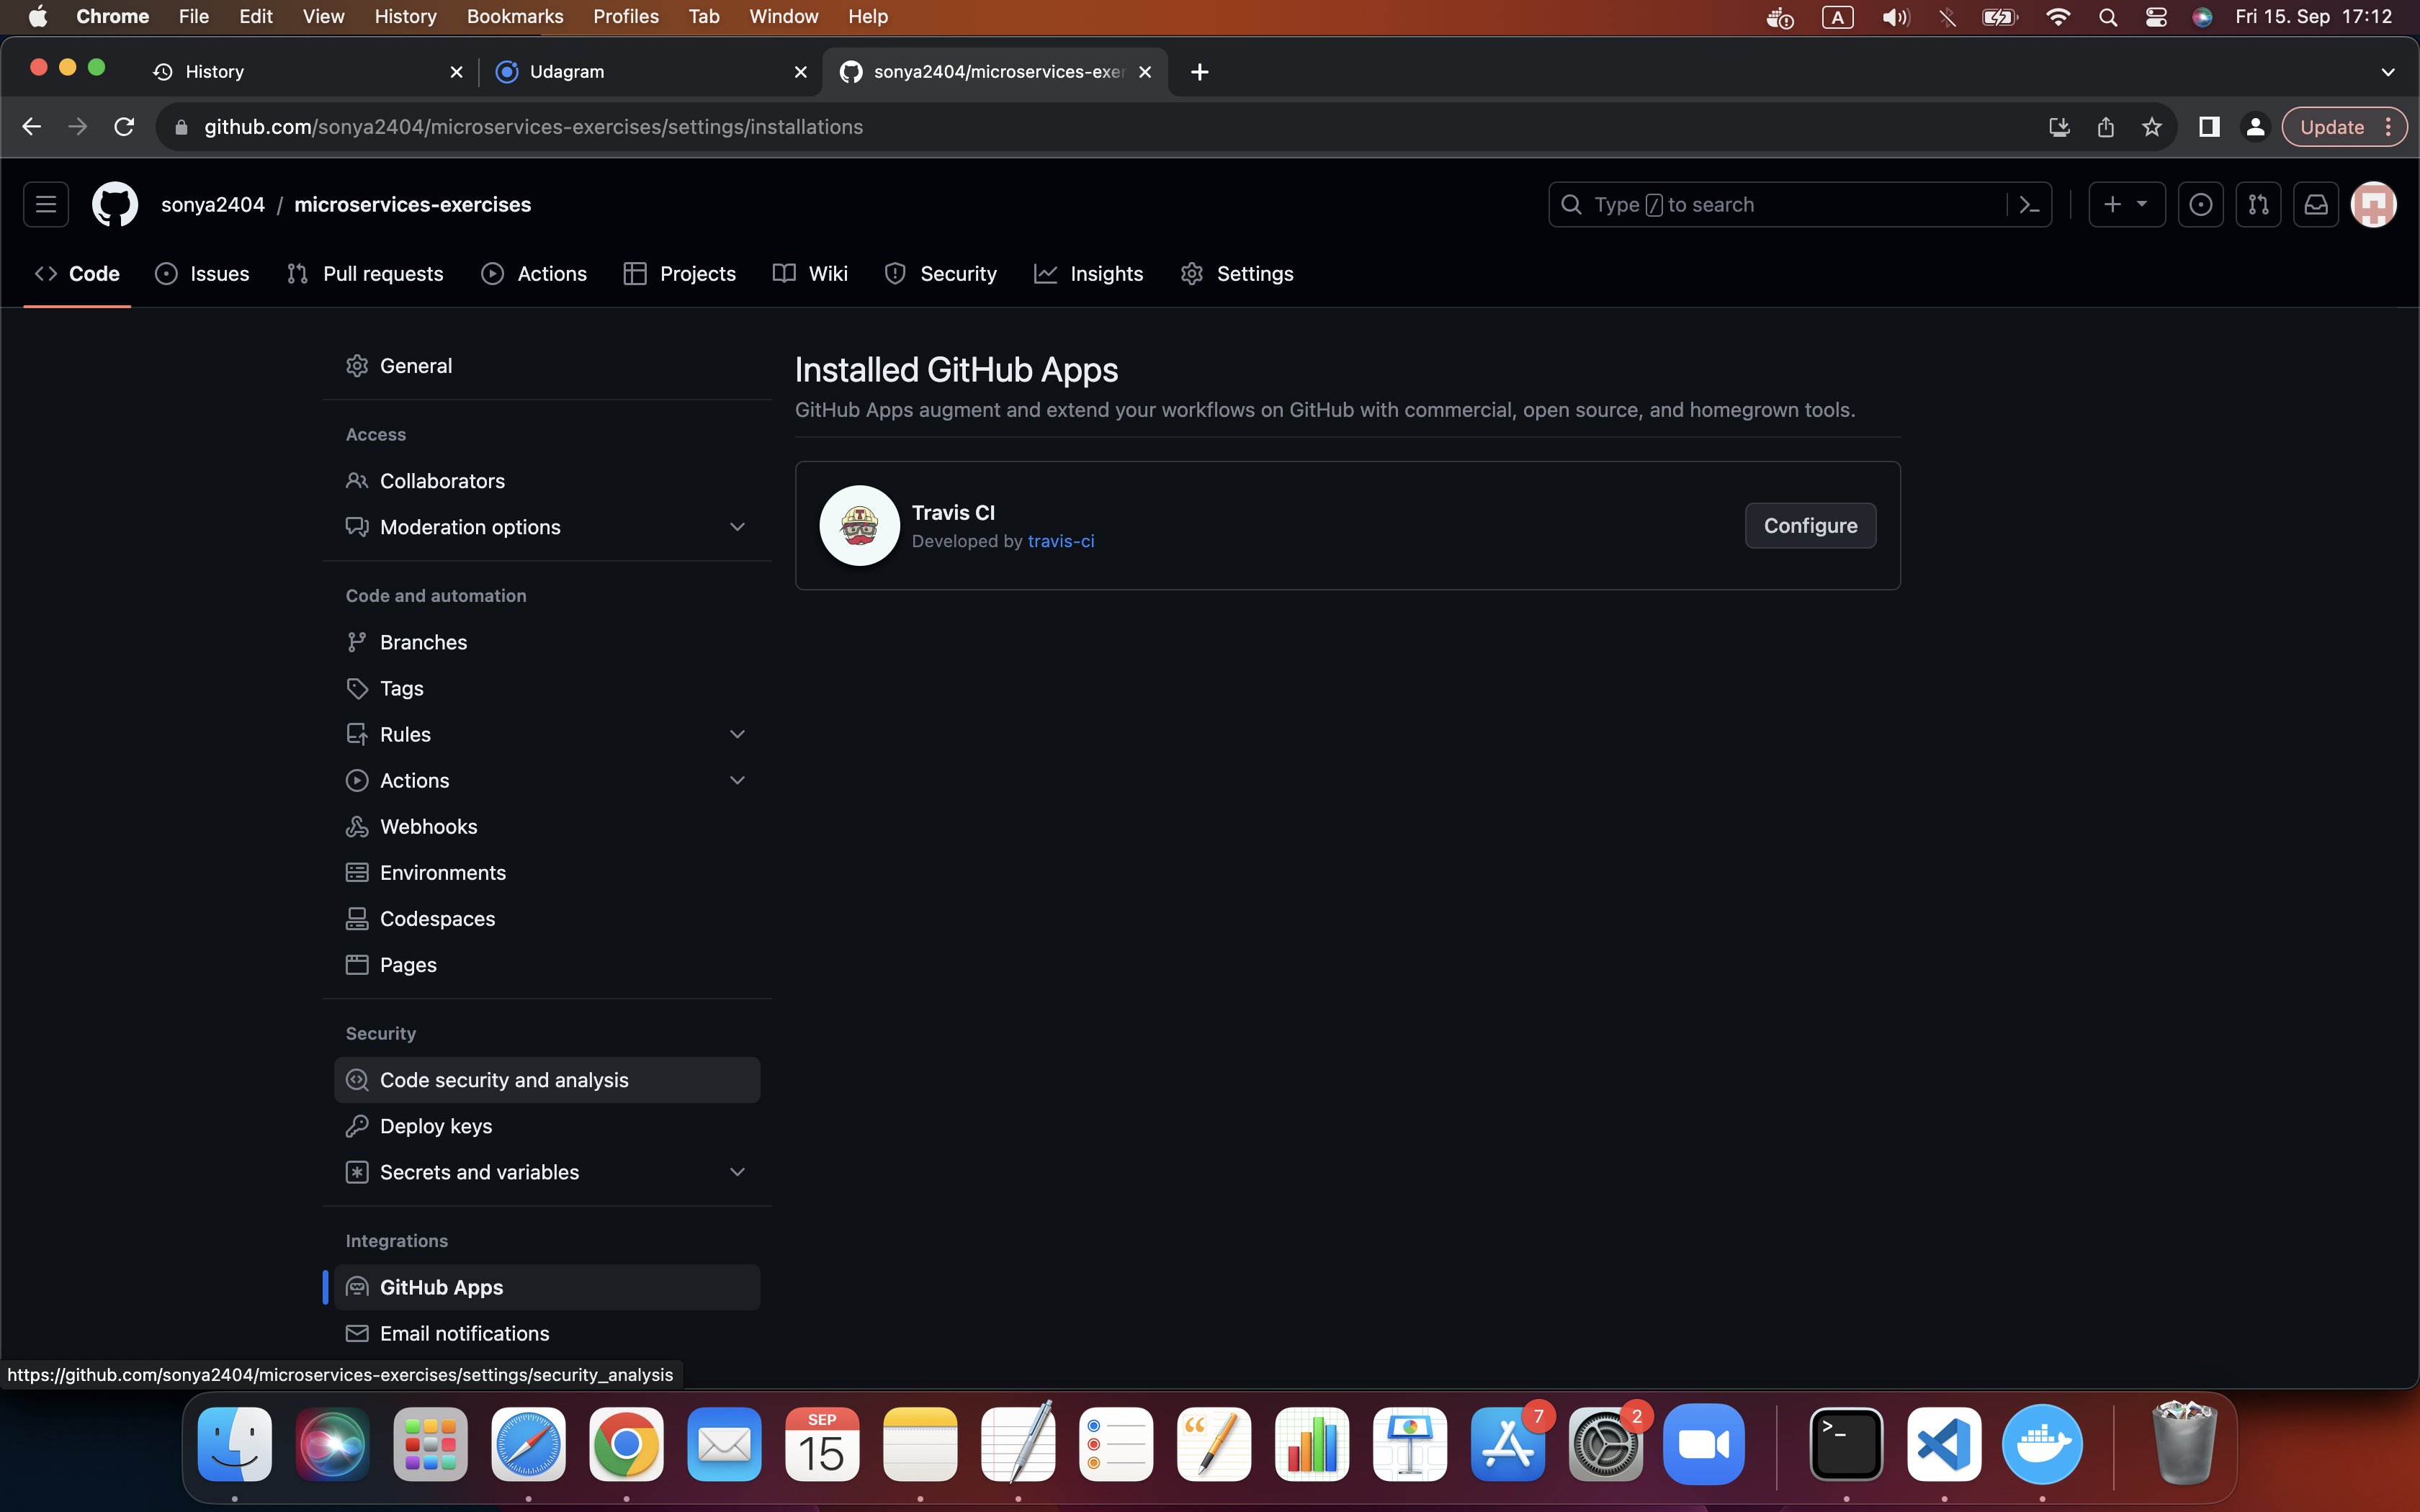 Chrome File Edit View History Bookmarks Profiles Tab Window Help A Fri 15. Sep 17:12
History Udagram sonya2404/microservices-exer
github.com/sonya2404/microservices-exercises/settings/installations Update
sonya2404 / microservices-exercises Type / to search
Code Issues Pull requests Actions Projects Wiki Security Insights Settings
General
Access
Collaborators
Moderation options
Code and automation
Branches
Tags
Rules
Actions
Webhooks
Environments
Codespaces
Pages
Security
Code security and analysis
Deploy keys
Secrets and variables
Integrations
GitHub Apps
Email notifications
Installed GitHub Apps
GitHub Apps augment and extend your workflows on GitHub with commercial, open source, and homegrown tools.
Travis CI
Developed by travis-ci
Configure
https://github.com/sonya2404/microservices-exercises/settings/security_analysis
SEP
15
7
2